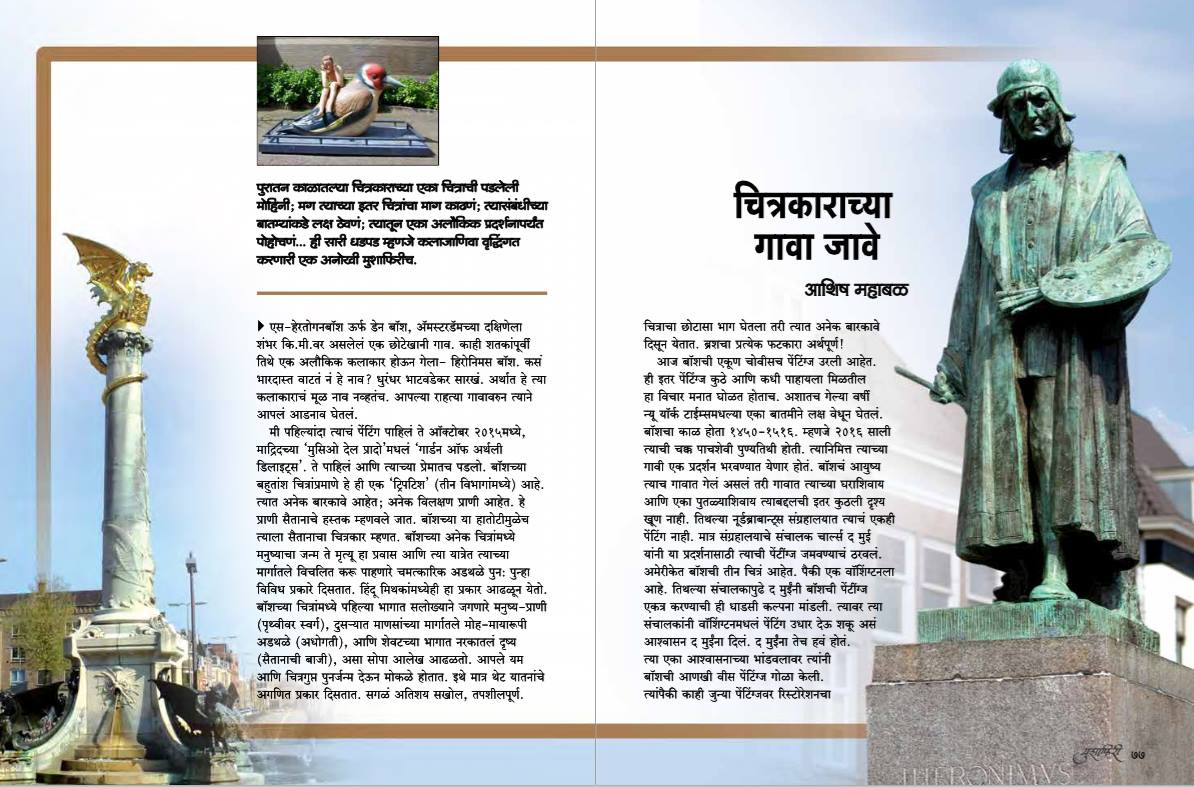 पुरातन काळातल्या चित्रकाराच्या एका चित्राची पडलेली
मोहिनी; मग त्याच्या इतर चित्रांचा माग काढणं; त्यासंबंधीच्या
बातम्यांकडे लक्ष ठेवणं; त्यातून एका अलौकिक प्रदर्शनापर्यंत
पोहोचणं... ही सारी धडपड म्हणजे कलाजाणिवा वृद्धिंगत
करणारी एक अनोखी मुशाफिरीच.
एस-हेरतोगनबॉश ऊर्फ डेन बॉश, ॲमस्टरडॅमच्या दक्षिणेला
शंभर कि.मी.वर असलेलं एक छोटेखानी गाव. काही शतकांपूर्वी
तिथे एक अलौकिक कलाकार होऊन गेला- हिरोनिमस बॉश. कसं
भारदास्त वाटतं नं हे नाव? धुरंधर भाटवडेकर सारखं. अर्थात हे त्या
कलाकाराचं मूळ नाव नव्हतंच. आपल्या राहत्या गावावरुन त्याने
आपलं आडनाव घेतलं.
मी पहिल्यांदा त्याचं पेंटिंग पाहिलं ते ऑक्टोबर २०१५मध्ये,
माद्रिदच्या ‘मुसिओ देल प्रादो’मधलं ‘गार्डन ऑफ अर्थली
डिलाइट्स’. ते पाहिलं आणि त्याच्या प्रेमातच पडलो. बॉशच्या
बहुतांश चित्रांप्रमाणे हे ही एक ‘ट्रिपटिश’ (तीन विभागांमध्ये) आहे.
त्यात अनेक बारकावे आहेत; अनेक विलक्षण प्राणी आहेत. हे
प्राणी सैतानाचे हस्तक म्हणवले जात. बॉशच्या या हातोटीमुळेच
त्याला सैतानाचा चित्रकार म्हणत. बॉशच्या अनेक चित्रांमध्ये
मनुष्याचा जन्म ते मृत्यू हा प्रवास आणि त्या यात्रेत त्याच्या
मार्गातले विचलित करू पाहणारे चमत्कारिक अडथळे पुन: पुन्हा
विविध प्रकारे दिसतात. हिंदू मिथकांमध्येही हा प्रकार आढळून येतो.
बॉशच्या चित्रांमध्ये पहिल्या भागात सलोख्याने जगणारे मनुष्य-प्राणी
(पृथ्वीवर स्वर्ग), दुसऱ्यात माणसांच्या मार्गातले मोह-मायारूपी
अडथळे (अधोगती), आणि शेवटच्या भागात नरकातलं दृष्य
(सैतानाची बाजी), असा सोपा आलेख आढळतो. आपले यम
आणि चित्रगुप्त पुनर्जन्म देऊन मोकळे होतात. इथे मात्र थेट यातनांचे
अगणित प्रकार दिसतात. सगळं अतिशय सखोल, तपशीलपूर्ण.
चित्रकाराच्या
गावा जावे
आशिष महाबळ
चित्राचा छोटासा भाग घेतला तरी त्यात अनेक बारकावे
दिसून येतात. ब्रशचा प्रत्येक फटकारा अर्थपूर्ण!
आज बॉशची एकूण चोवीसच पेंटिंग्ज उरली आहेत.
ही इतर पेंटिंग्ज कुठे आणि कधी पाहायला मिळतील
हा विचार मनात घोळत होताच. अशातच गेल्या वर्षी
न्यू यॉर्क टाईम्समधल्या एका बातमीने लक्ष वेधून घेतलं.
बॉशचा काळ होता १४५०-१५१६. म्हणजे २०१६ साली
त्याची चक्क पाचशेवी पुण्यतिथी होती. त्यानिमित्त त्याच्या
गावी एक प्रदर्शन भरवण्यात येणार होतं. बॉशचं आयुष्य
त्याच गावात गेलं असलं तरी गावात त्याच्या घराशिवाय
आणि एका पुतळ्याशिवाय त्याबद्दलची इतर कुठली दृश्य
खूण नाही. तिथल्या नूर्डब्राबान्ट्स संग्रहालयात त्याचं एकही
पेंटिंग नाही. मात्र संग्रहालयाचे संचालक चार्ल्स द मुई
यांनी या प्रदर्शनासाठी त्याची पेंटींग्ज जमवण्याचं ठरवलं.
अमेरीकेत बॉशची तीन चित्रं आहेत. पैकी एक वॉशिंग्टनला
आहे. तिथल्या संचालकापुढे द मुईंनी बॉशची पेंटींग्ज
एकत्र करण्याची ही धाडसी कल्पना मांडली. त्यावर त्या
संचालकांनी वॉशिंग्टनमधलं पेंटिंग उधार देऊ शकू असं
आश्वासन द मुईंना दिलं. द मुईंना तेच हवं होतं.
त्या एका आश्वासनाच्या भांडवलावर त्यांनी
बॉशची आणखी वीस पेंटिंग्ज गोळा केली.
त्यांपैकी काही जुन्या पेंटिंग्जवर रिस्टोरेशनचा
HIERONIMVS
मुशाफिरी ७७